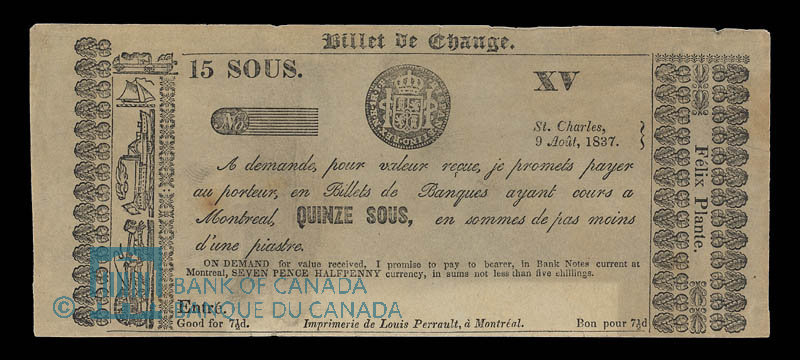 Billet de Change.
15 SOUS.
XV
No
St. Charles,
9 Août, 1837.
A demande, pour valeur reçue, je promets payer
au porteur, en Billets de Banques ayant cours a
Montreal, QUINZE SOUS, en sommes de pas moins
d'une piastre.
ON DEMAND for value received, I promise to pay to bearer, in Bank Notes current at
Montreal, SEVEN PENCE HALFPENNY currency, in sums not less than five chillings.
Entré.
Good for 7½d. Imprimerie de Louis Perrault, à Montréal. Bon pour 7½d
Félix Plante.
© BANK OF CANADA
BANQUE DU CANADA